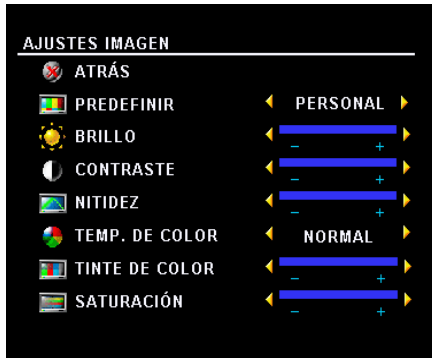 AJUSTES IMAGEN
ATRÁS
PREDEFINIR PERSONAL
BRILLO
- +
CONTRASTE
- +
NITIDEZ
- +
TEMP. DE COLOR NORMAL
TINTE DE COLOR
- +
SATURACIÓN
- +